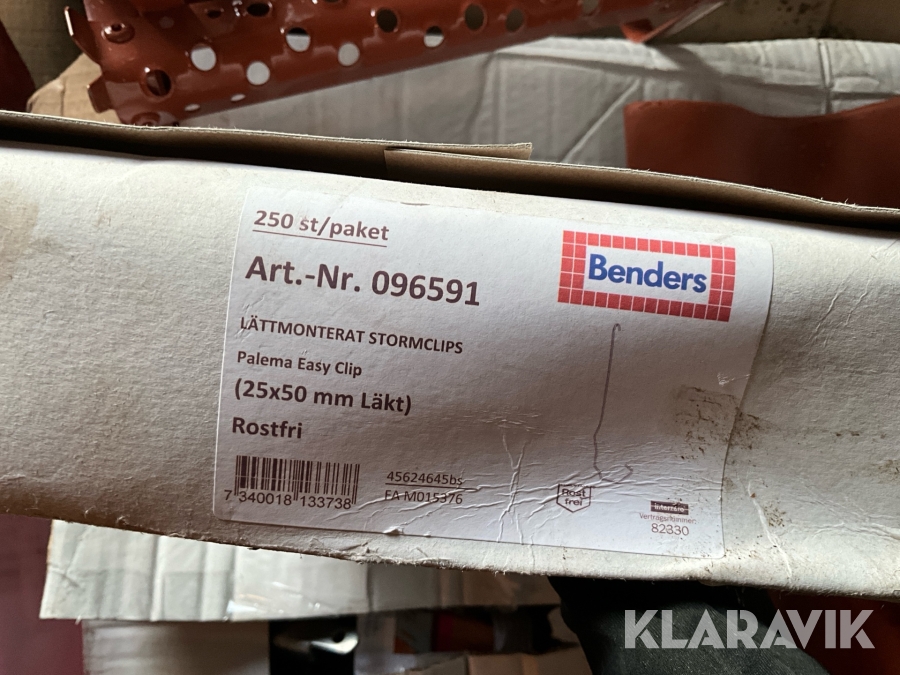 250 st/paket
Art.-Nr. 096591
Benders
LÄTTMONTERAT STORMCLIPS
Palema Easy Clip
(25x50 mm Läkt)
Rostfri
7 340018 133738
45624645bs
FA M015376
Rost
frei
Vertragsnummer:
82330
KLARAVIK